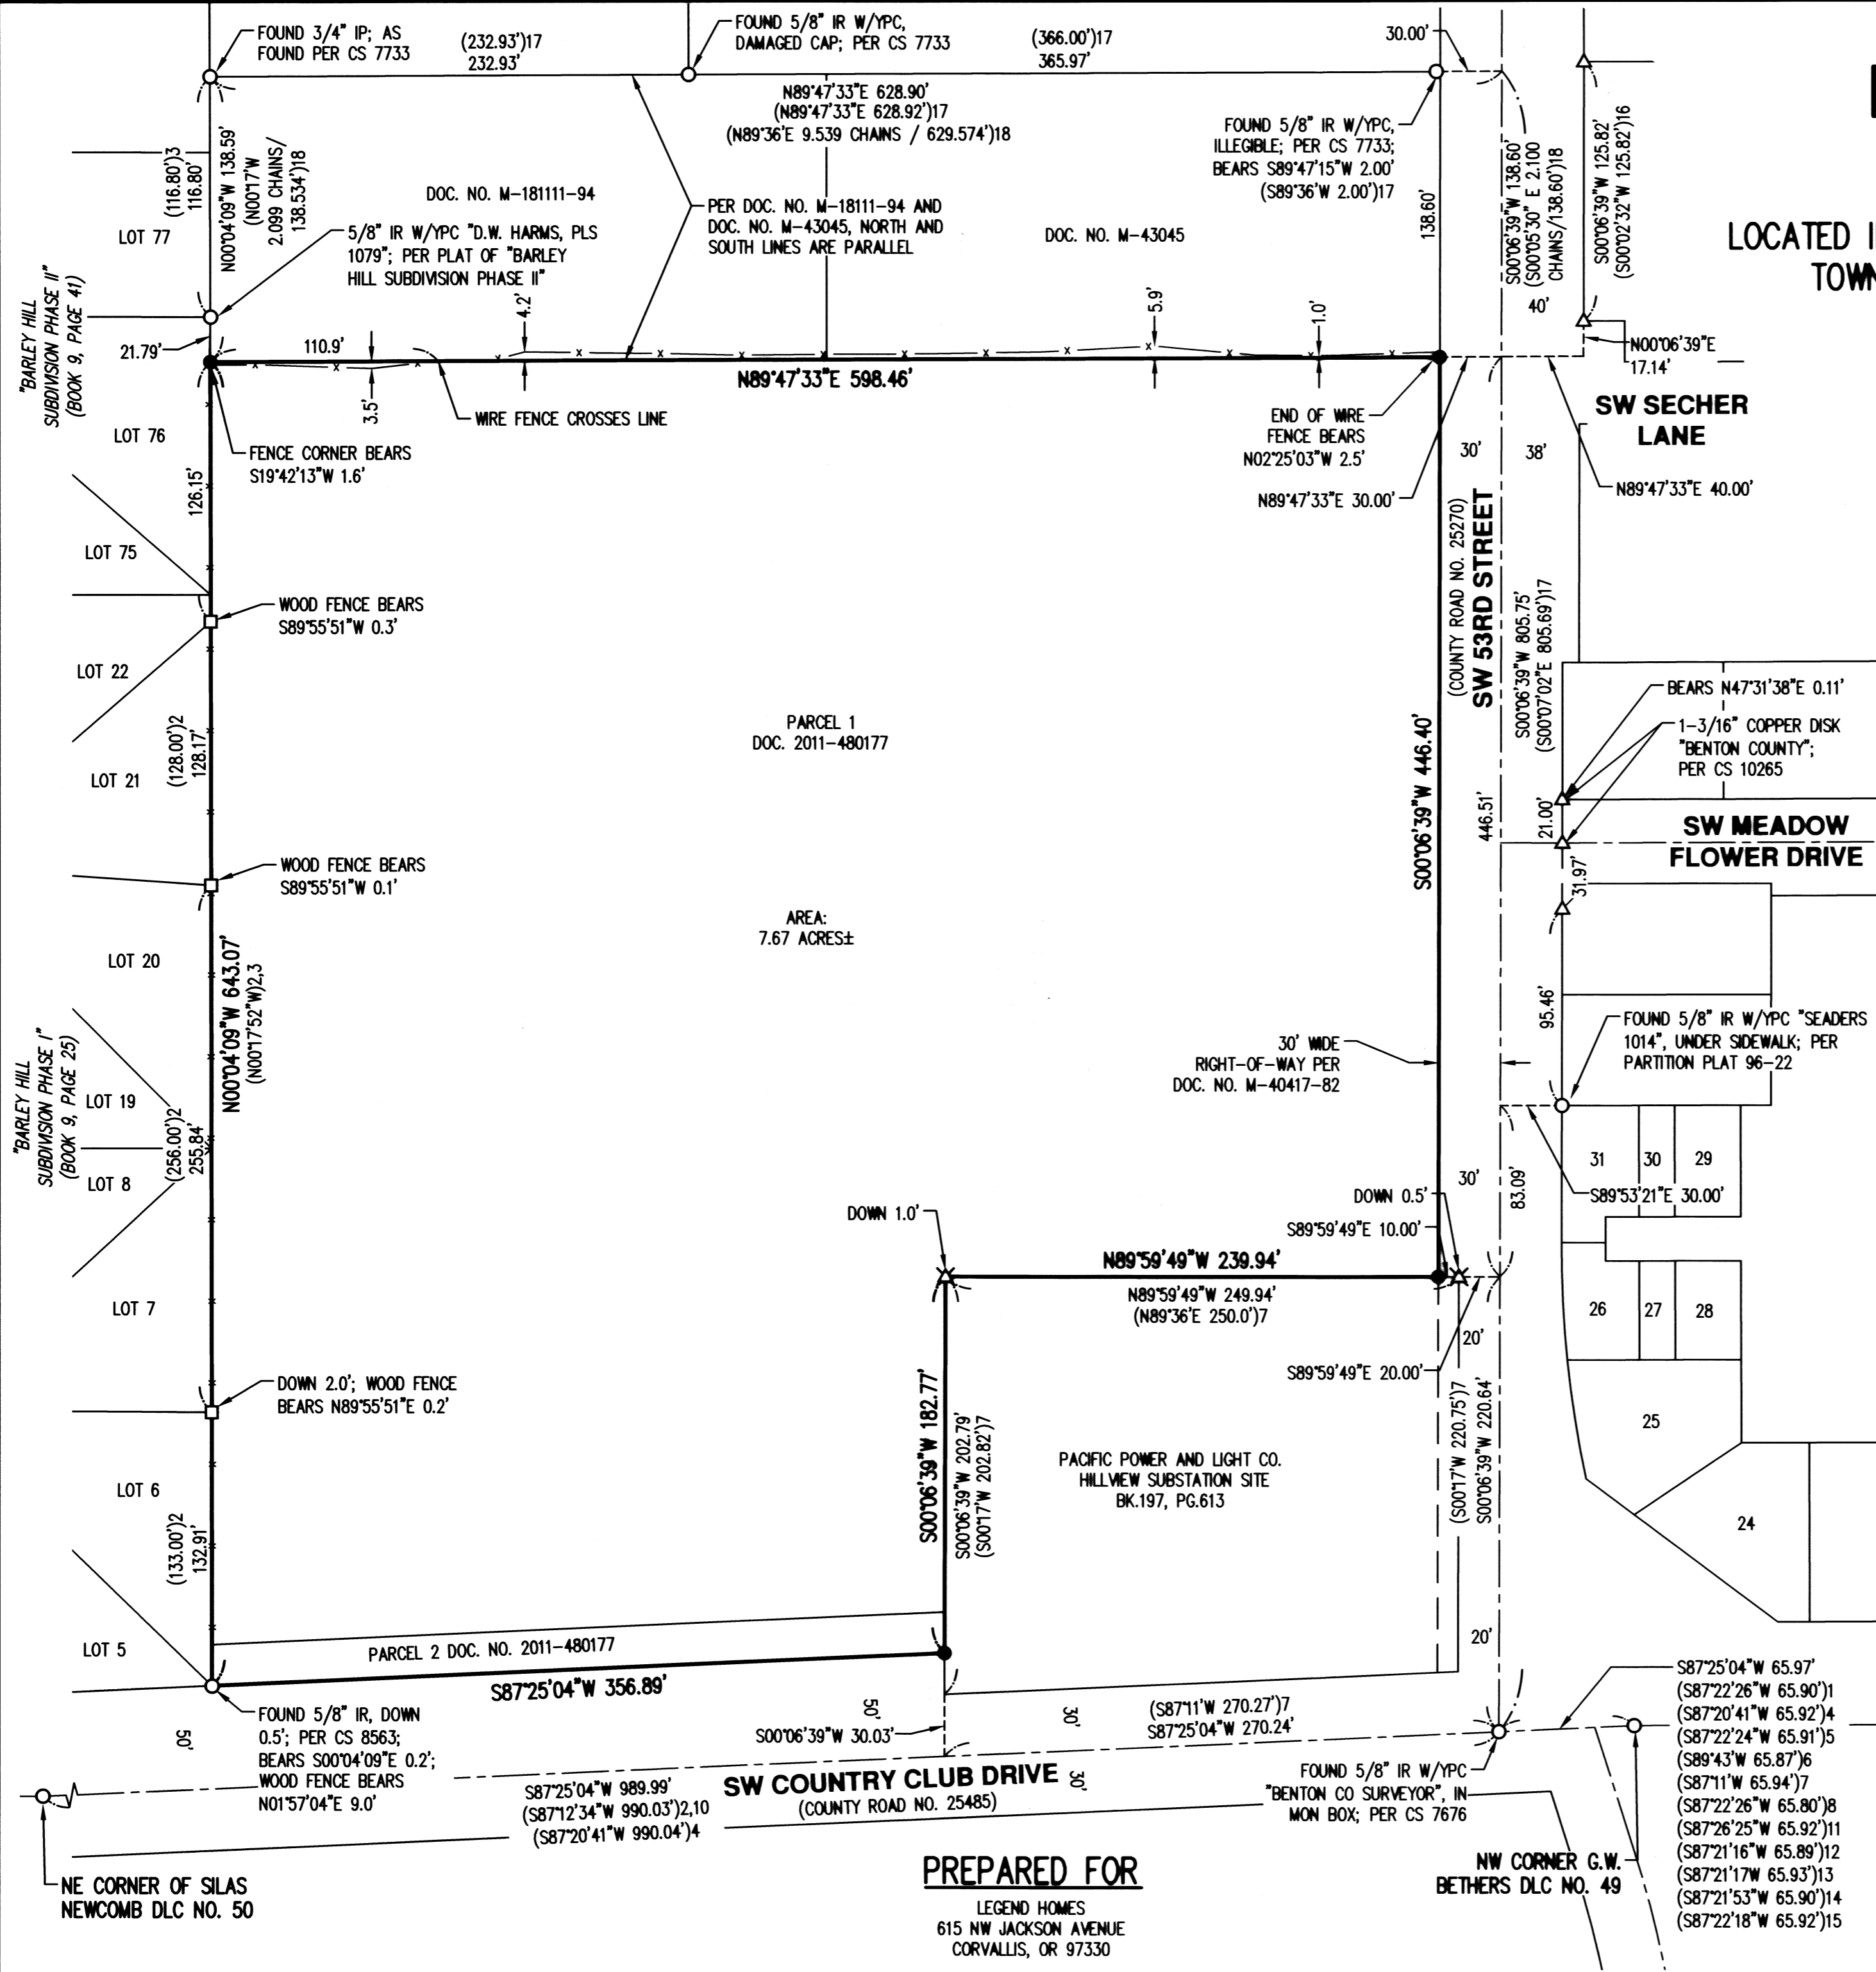 FOUND 3/4" IP; AS
FOUND PER CS 7733
(232.93')17
232.93'
FOUND 5/8" IR W/YPC,
DAMAGED CAP; PER CS 7733
(366.00')17
365.97'
30.00'
N89°47'33"E 628.90'
(N89°47'33"E 628.92')17
(N89°36'E 9.539 CHAINS / 629.574')18
FOUND 5/8" IR W/YPC,
ILLEGIBLE; PER CS 7733;
BEARS S89°47'15"W 2.00'
(S89°36'W 2.00')17
(116.80')3
116.80'
N00°04'09"W 138.59'
(N00°17'W
2.099 CHAINS/
138.534')18
LOT 77
DOC. NO. M-181111-94
5/8" IR W/YPC "D.W. HARMS, PLS
1079"; PER PLAT OF "BARLEY
HILL SUBDIVISION PHASE II"
PER DOC. NO. M-18111-94 AND
DOC. NO. M-43045, NORTH AND
SOUTH LINES ARE PARALLEL
DOC. NO. M-43045
138.60'
S00°06'39"W 138.60'
(S00°05'30" E 2.100
CHAINS/138.60')18
S00°06'39"W 125.82'
(S00°02'32"W 125.82')16
LOCATED I
TOWN
40'
"BARLEY HILL
SUBDIVISION PHASE II"
(BOOK 9, PAGE 41)
21.79'
110.9'
4.2'
5.9'
1.0'
3.5'
N89°47'33"E 598.46'
WIRE FENCE CROSSES LINE
N00°06'39"E
17.14'
SW SECHER
LANE
LOT 76
FENCE CORNER BEARS
S19°42'13"W 1.6'
END OF WIRE
FENCE BEARS
N02°25'03"W 2.5'
30'
38'
N89°47'33"E 30.00'
N89°47'33"E 40.00'
126.15'
LOT 75
(COUNTY ROAD NO. 25270)
SW 53RD STREET
S00°06'39"W 805.75'
(S00°07'02"E 805.69')17
WOOD FENCE BEARS
S89°55'51"W 0.3'
LOT 22
(128.00')2
128.17'
LOT 21
PARCEL 1
DOC. 2011-480177
BEARS N47°31'38"E 0.11'
1-3/16" COPPER DISK
"BENTON COUNTY";
PER CS 10265
S00°06'39"W 446.40'
446.51'
21.00'
SW MEADOW
FLOWER DRIVE
31.97'
WOOD FENCE BEARS
S89°55'51"W 0.1'
AREA:
7.67 ACRES±
LOT 20
N00°04'09"W 643.07'
(N00°17'52"W)2,3
95.46'
FOUND 5/8" IR W/YPC "SEADERS
1014", UNDER SIDEWALK; PER
PARTITION PLAT 96-22
30' WIDE
RIGHT-OF-WAY PER
DOC. NO. M-40417-82
"BARLEY HILL
SUBDIVISION PHASE I"
(BOOK 9, PAGE 25)
LOT 19
(256.00')2
255.84'
LOT 8
31
30
29
S89°53'21"E 30.00'
30'
83.09'
DOWN 1.0'
DOWN 0.5'
S89°59'49"E 10.00'
N89°59'49"W 239.94'
N89°59'49"W 249.94'
(N89°36'E 250.0')7
LOT 7
20'
S89°59'49"E 20.00'
26
27
28
DOWN 2.0'; WOOD FENCE
BEARS N89°55'51"E 0.2'
S00°06'39"W 182.77'
S00°06'39"W 202.79'
(S00°17'W 202.82')7
(S00°17'W 220.75')7
S00°06'39"W 220.64'
25
PACIFIC POWER AND LIGHT CO.
HILLVIEW SUBSTATION SITE
BK.197, PG.613
LOT 6
24
(133.00')2
132.91'
LOT 5
PARCEL 2 DOC. NO. 2011-480177
S87°25'04"W 356.89'
20'
FOUND 5/8" IR, DOWN
0.5'; PER CS 8563;
BEARS S00°04'09"E 0.2';
WOOD FENCE BEARS
N01°57'04"E 9.0'
50'
50'
S00°06'39"W 30.03'
30'
(S87°11'W 270.27')7
S87°25'04"W 270.24'
S87°25'04"W 65.97'
(S87°22'26"W 65.90')1
(S87°20'41"W 65.92')4
(S87°22'24"W 65.91')5
(S89°43'W 65.87')6
(S87°11'W 65.94')7
(S87°22'26"W 65.80')8
(S87°26'25"W 65.92')11
(S87°21'16"W 65.89')12
(S87°21'17W 65.93')13
(S87°21'53"W 65.90')14
(S87°22'18"W 65.92')15
S87°25'04"W 989.99'
(S87°12'34"W 990.03')2,10
(S87°20'41"W 990.04')4
SW COUNTRY CLUB DRIVE
(COUNTY ROAD NO. 25485)
30'
FOUND 5/8" IR W/YPC
"BENTON CO SURVEYOR", IN
MON BOX; PER CS 7676
NE CORNER OF SILAS
NEWCOMB DLC NO. 50
NW CORNER G.W.
BETHERS DLC NO. 49
PREPARED FOR
LEGEND HOMES
615 NW JACKSON AVENUE
CORVALLIS, OR 97330